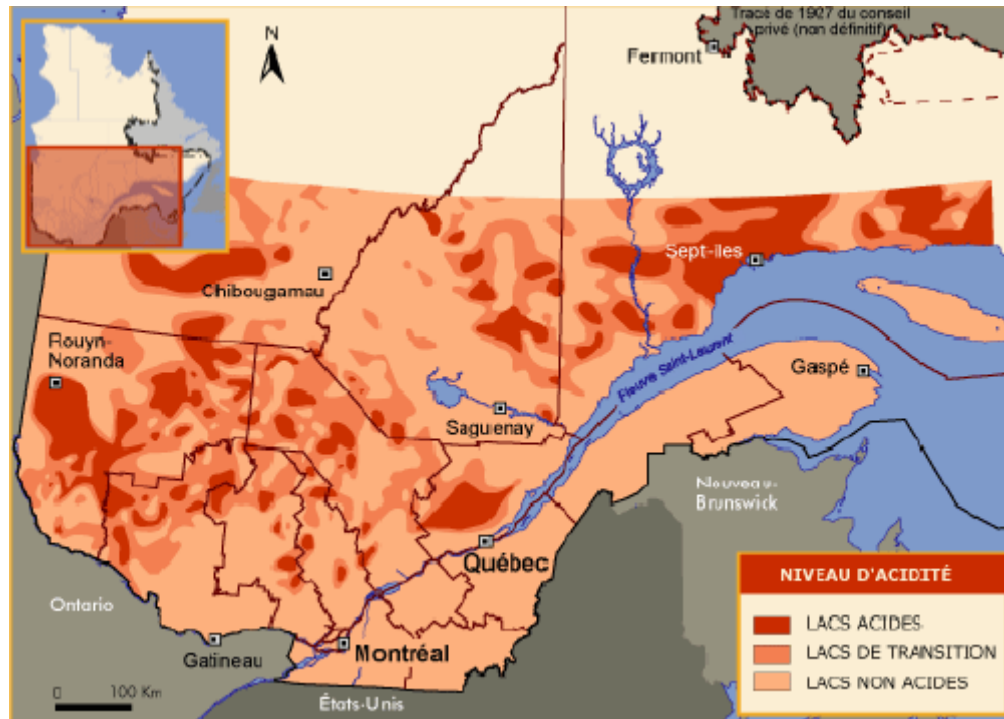 Tracé de 1927 du conseil
privé (non définitif)
N
Fermont
Sept-Iles
Chibougamau
Rouyn-
Noranda
Fleuve Saint-Laurent
Gaspé
Saguenay
Nouveau-
Brunswick
Québec
NIVEAU D'ACIDITÉ
Ontario
LACS ACIDES
Gatineau
Montréal
LACS DE TRANSITION
LACS NON ACIDES
0 100 Km
États-Unis